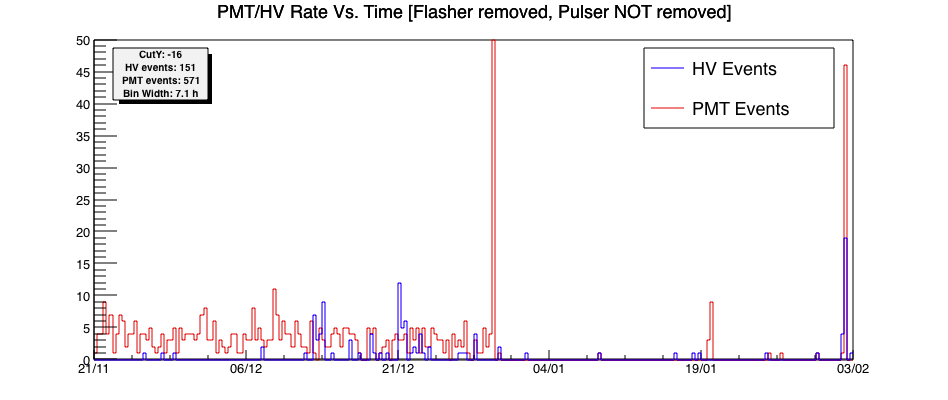 PMT/HV Rate Vs. Time [Flasher removed, Pulser NOT removed]
CutY: -16
HV events: 151
PMT events: 571
Bin Width: 7.1 h
HV Events
PMT Events
50
45
40
35
30
25
20
15
10
5
0
21/11 06/12 21/12 04/01 19/01 03/02